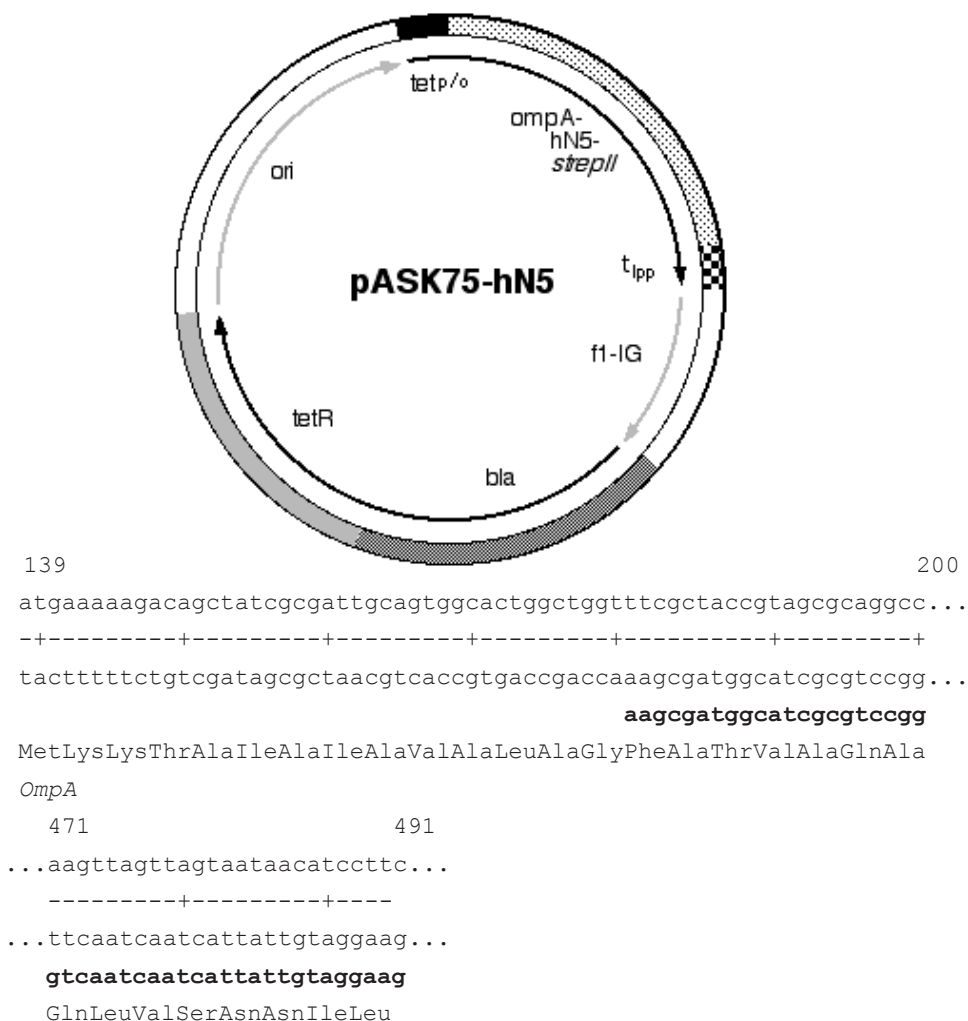 tetp/o
ompA-
hN5-
strepII
ori
tlpp
pASK75-hN5
f1-IG
tetR
bla
139 200
atgaaaaagacagctatcgcgattgcagtggcactggctggtttcgctaccgtagcgcaggcc...
-+---------+---------+---------+---------+----------+---------+
tactttttctgtcgatagcgctaacgtcaccgtgaccgaccaaagcgatggcatcgcgtccgg...
aagcgatggcatcgcgtccgg
MetLysLysThrAlaIleAlaIleAlaValAlaLeuAlaGlyPheAlaThrValAlaGlnAla
OmpA
471 491
...aagttagttagtaataacatccttc...
---------+---------+----
...ttcaatcaatcattattgtaggaag...
gtcaatcaatcattattgtaggaag
GlnLeuValSerAsnAsnIleLeu